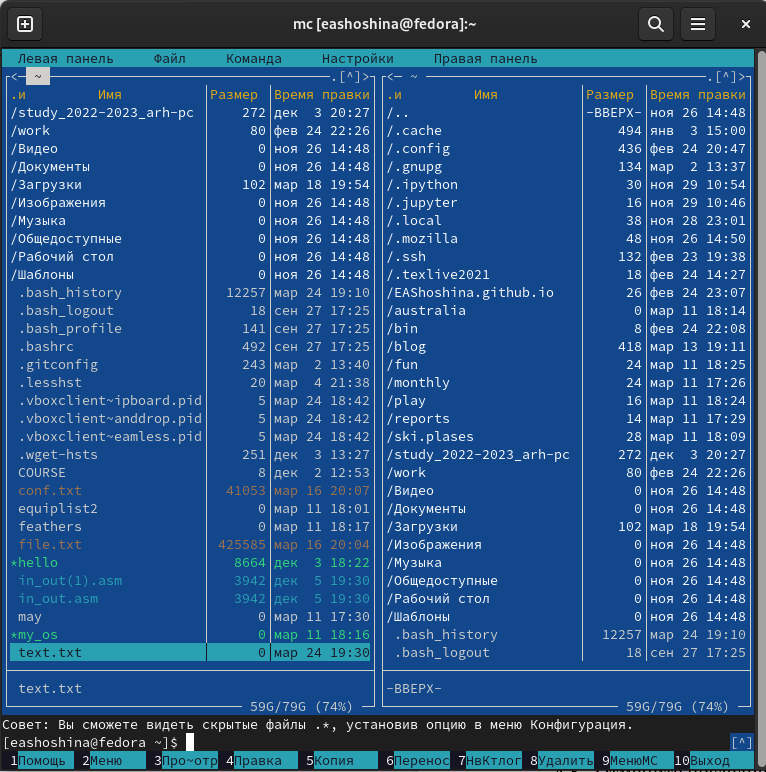 mc [eashoshina@fedora]:~
Левая панель Файл Команда Настройки Правая панель
<— ~ .[^]>
.и Имя Размер Время правки
/study_2022-2023_arh-pc 272 дек 3 20:27
/work 80 фев 24 22:26
/Видео 0 ноя 26 14:48
/Документы 0 ноя 26 14:48
/Загрузки 102 мар 18 19:54
/Изображения 0 ноя 26 14:48
/Музыка 0 ноя 26 14:48
/Общедоступные 0 ноя 26 14:48
/Рабочий стол 0 ноя 26 14:48
/Шаблоны 0 ноя 26 14:48
.bash_history 12257 мар 24 19:10
.bash_logout 18 сен 27 17:25
.bash_profile 141 сен 27 17:25
.bashrc 492 сен 27 17:25
.gitconfig 243 мар 2 13:40
.lesshst 20 мар 4 21:38
.vboxclient~ipboard.pid 5 мар 24 18:42
.vboxclient~anddrop.pid 5 мар 24 18:42
.vboxclient~eamless.pid 5 мар 24 18:42
.wget-hsts 251 дек 3 13:27
COURSE 8 дек 2 12:53
conf.txt 41053 мар 16 20:07
equiplist2 0 мар 11 18:01
feathers 0 мар 11 18:17
file.txt 425585 мар 16 20:04
*hello 8664 дек 3 18:22
in_out(1).asm 3942 дек 5 19:30
in_out.asm 3942 дек 5 19:30
may 0 мар 11 17:30
*my_os 0 мар 11 18:16
text.txt 0 мар 24 19:30
text.txt
59G/79G (74%)
<— ~ .[^]>
.и Имя Размер Время правки
/.. -ВВЕРХ- ноя 26 14:48
/.cache 494 янв 3 15:00
/.config 436 фев 24 20:47
/.gnupg 134 мар 2 13:37
/.ipython 30 ноя 29 10:54
/.jupyter 16 ноя 29 10:46
/.local 38 ноя 28 23:01
/.mozilla 48 ноя 26 14:50
/.ssh 132 фев 23 19:38
/.texlive2021 18 фев 24 14:27
/EAShoshina.github.io 26 фев 24 23:07
/australia 0 мар 11 18:14
/bin 8 фев 24 22:08
/blog 418 мар 13 19:11
/fun 24 мар 11 18:25
/monthly 24 мар 11 17:26
/play 16 мар 11 18:24
/reports 14 мар 11 17:29
/ski.plases 28 мар 11 18:09
/study_2022-2023_arh-pc 272 дек 3 20:27
/work 80 фев 24 22:26
/Видео 0 ноя 26 14:48
/Документы 0 ноя 26 14:48
/Загрузки 102 мар 18 19:54
/Изображения 0 ноя 26 14:48
/Музыка 0 ноя 26 14:48
/Общедоступные 0 ноя 26 14:48
/Рабочий стол 0 ноя 26 14:48
/Шаблоны 0 ноя 26 14:48
.bash_history 12257 мар 24 19:10
.bash_logout 18 сен 27 17:25
-ВВЕРХ-
59G/79G (74%)
Совет: Вы сможете видеть скрытые файлы .*, установив опцию в меню Конфигурация.
[eashoshina@fedora ~]$ [^]
1Помощь 2Меню 3Про~отр 4Правка 5Копия 6Перенос 7НвКтлог 8Удалить 9МенюМС 10Выход